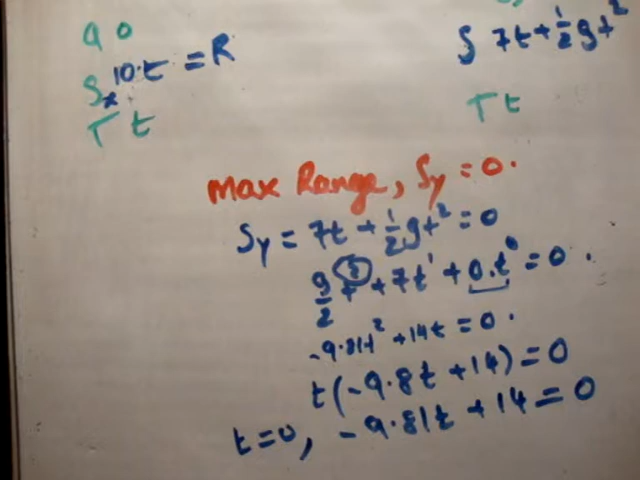 a 0
Sx 10·t = R
T t
S 7t + ½gt²
T t
Max Range, Sy = 0.
Sy = 7t + ½gt² = 0
g/2 t² + 7t¹ + 0.t⁰ = 0.
-9.81t² + 14t = 0.
t(-9.8t + 14) = 0
t=0, -9.81t + 14 = 0